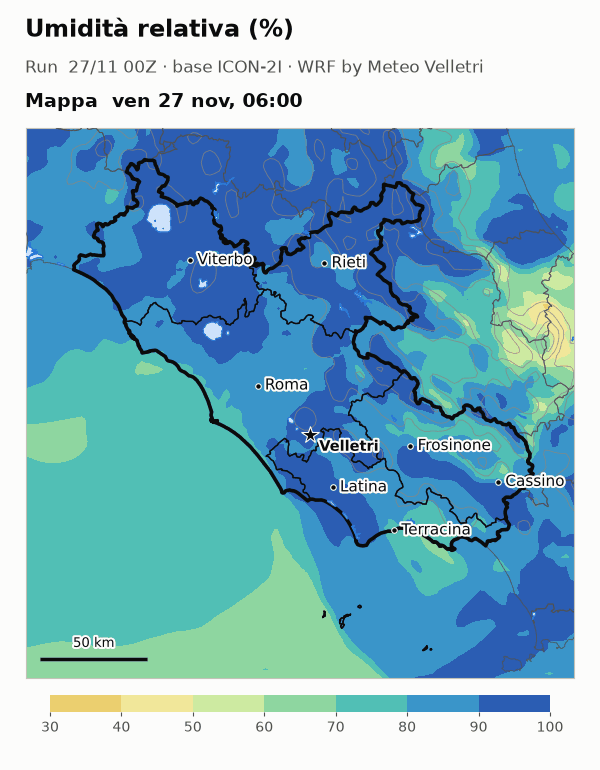 Umidità relativa (%)
Run  27/11 00Z · base ICON-2I · WRF by Meteo Velletri
Mappa  ven 27 nov, 06:00
Viterbo
Rieti
Roma
Velletri
Frosinone
Cassino
Latina
Terracina
50 km
30 40 50 60 70 80 90 100